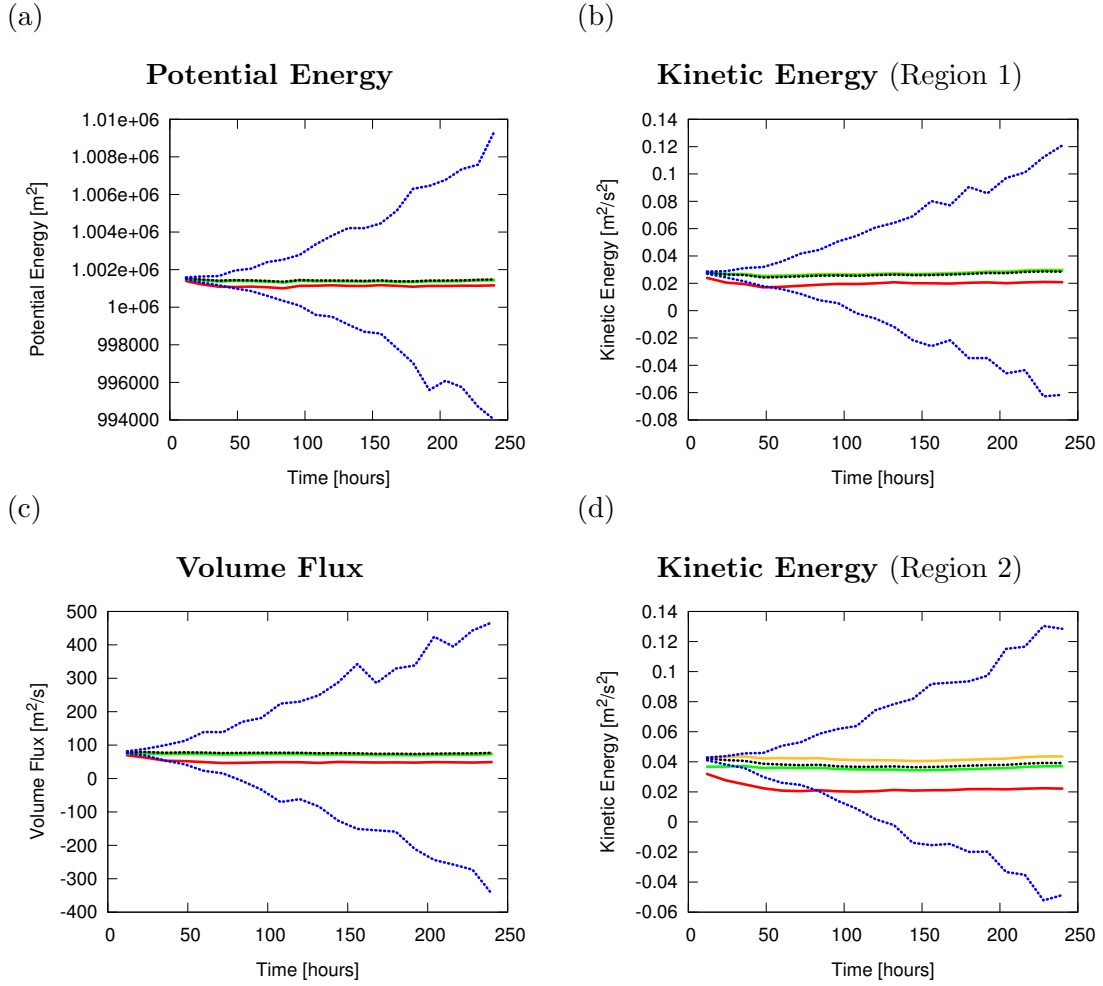 (a)
Potential Energy
1.01e+06
1.008e+06
1.006e+06
1.004e+06
1.002e+06
1e+06
998000
996000
994000
Potential Energy [m²]
0 50 100 150 200 250
Time [hours]
(b)
Kinetic Energy (Region 1)
0.14
0.12
0.1
0.08
0.06
0.04
0.02
0
-0.02
-0.04
-0.06
-0.08
Kinetic Energy [m²/s²]
0 50 100 150 200 250
Time [hours]
(c)
Volume Flux
500
400
300
200
100
0
-100
-200
-300
-400
Volume Flux [m²/s]
0 50 100 150 200 250
Time [hours]
(d)
Kinetic Energy (Region 2)
0.14
0.12
0.1
0.08
0.06
0.04
0.02
0
-0.02
-0.04
-0.06
Kinetic Energy [m²/s²]
0 50 100 150 200 250
Time [hours]